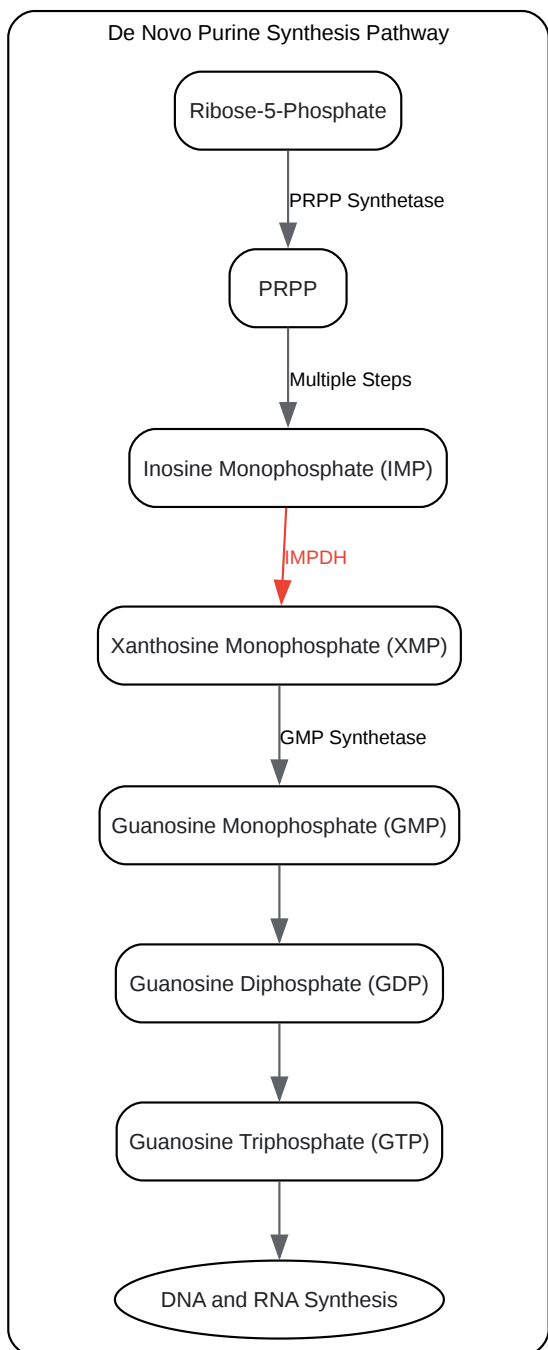 De Novo Purine Synthesis Pathway
Ribose-5-Phosphate
PRPP Synthetase
PRPP
Multiple Steps
Inosine Monophosphate (IMP)
IMPDH
Xanthosine Monophosphate (XMP)
GMP Synthetase
Guanosine Monophosphate (GMP)
Guanosine Diphosphate (GDP)
Guanosine Triphosphate (GTP)
DNA and RNA Synthesis